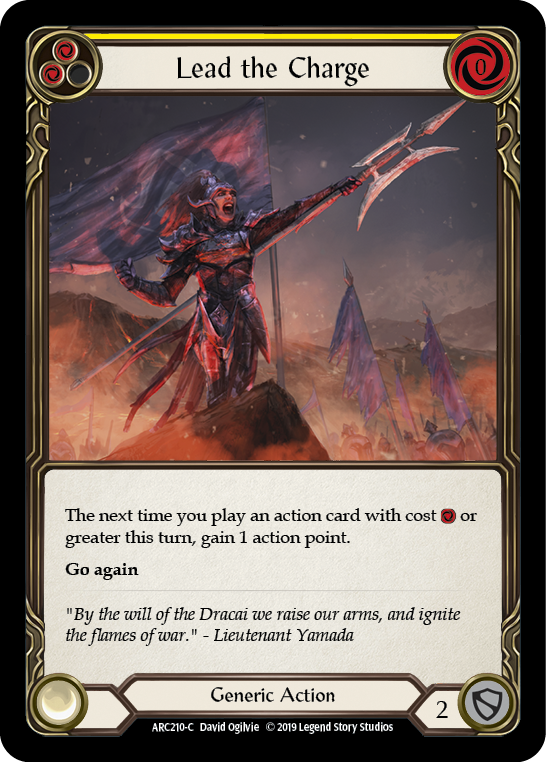 Lead the Charge
0
The next time you play an action card with cost or
greater this turn, gain 1 action point.
Go again
"By the will of the Dracai we raise our arms, and ignite
the flames of war." - Lieutenant Yamada
Generic Action
2
ARC210-C David Ogilvie © 2019 Legend Story Studios